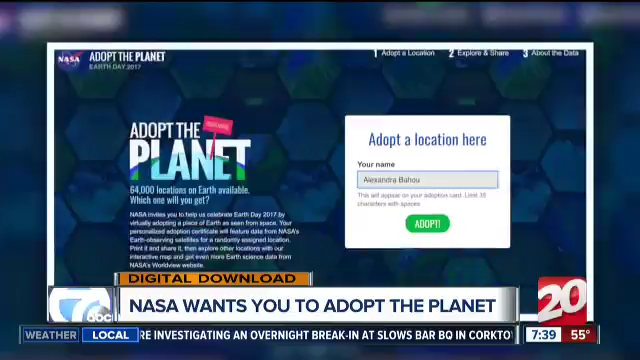 NASA
ADOPT THE PLANET
EARTH DAY 2017
1 Adopt a Location 2 Explore & Share 3 About the Data
ADOPT THE
PLANET
64,000 locations on Earth available.
Which one will you get?
NASA invites you to help us celebrate Earth Day 2017 by
virtually adopting a piece of Earth as seen from space. Your
personalized adoption certificate will feature data from NASA's
Earth-observing satellites for a randomly assigned location.
Print it and share it, then explore other locations with our
interactive map and get even more Earth science data from
NASA's Worldview website.
Adopt a location here
Your name
Alexandra Bahou
This will appear on your adoption card. Limit
characters with spaces.
ADOPT!
DIGITAL DOWNLOAD
7 abc
NASA WANTS YOU TO ADOPT THE PLANET
20
WEATHER LOCAL RE INVESTIGATING AN OVERNIGHT BREK-IN AT SLOWS BAR BQ IN CORKTO 7:39 55°